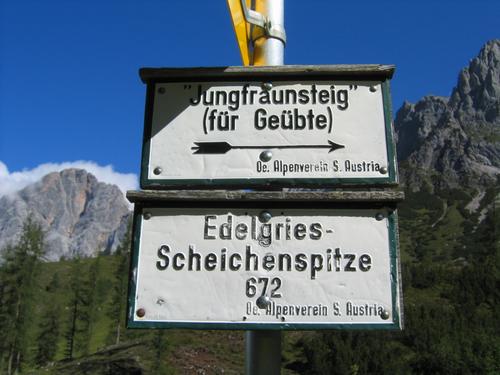 "Jungfraunsteig"
(für Geübte)
Oe. Alpenverein S. Austria
Edelgries-
Scheichenspitze
672
Oe. Alpenverein S. Austria